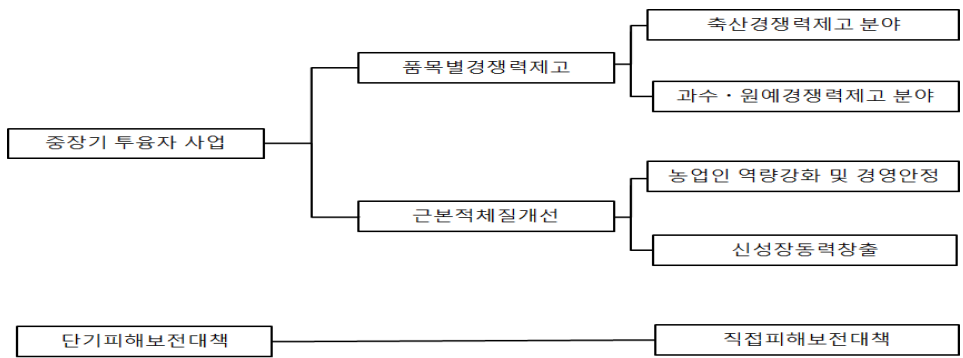 축산경쟁력제고 분야
품목별경쟁력제고
과수・원예경쟁력제고 분야
중장기 투융자 사업
농업인 역량강화 및 경영안정
근본적체질개선
신성장동력창출
단기피해보전대책
직접피해보전대책